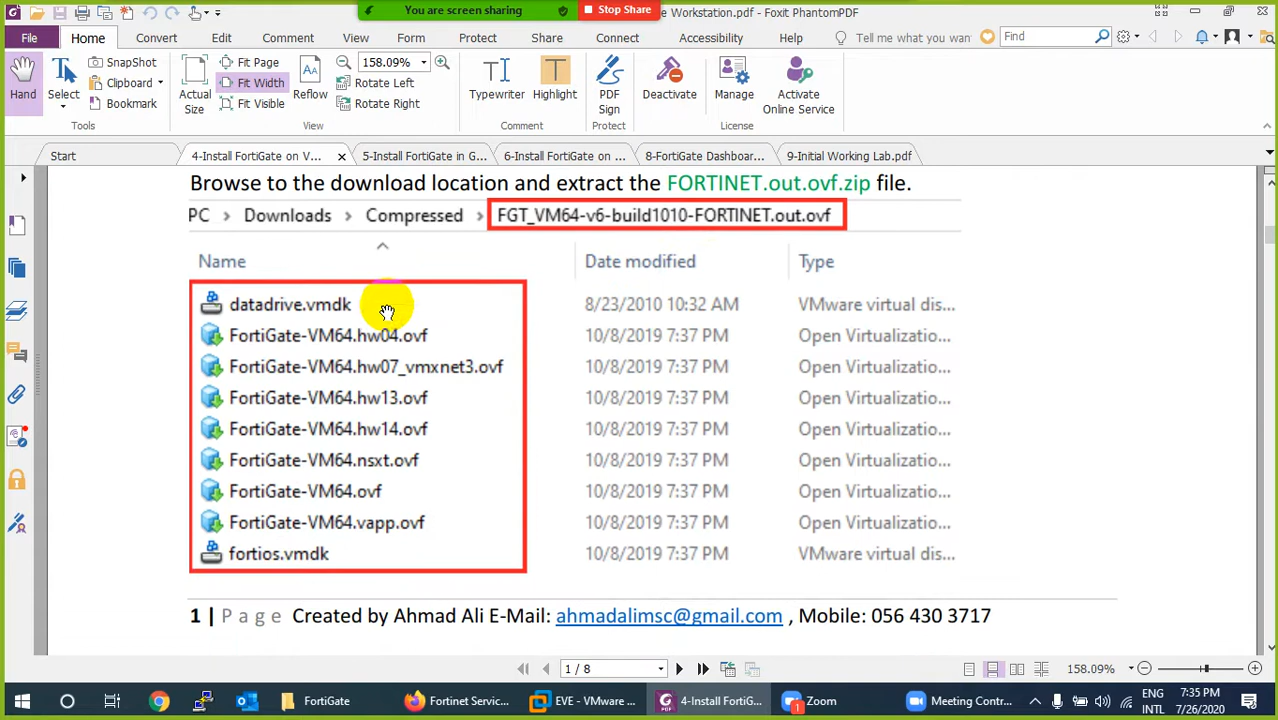 You are screen sharing
Stop Share
e Workstation.pdf - Foxit PhantomPDF
File Home Convert Edit Comment View Form Protect Share Connect Accessibility Help Tell me what you want Find
Hand
Select
SnapShot
Clipboard
Bookmark
Tools
Actual Size
Fit Page
Fit Width
Fit Visible
Reflow
158.09%
Rotate Left
Rotate Right
View
Typewriter
Highlight
Comment
PDF Sign
Protect
Deactivate
Manage
Activate Online Service
License
Start
4-Install FortiGate on V...
5-Install FortiGate in G...
6-Install FortiGate on ...
8-FortiGate Dashboar...
9-Initial Working Lab.pdf
Browse to the download location and extract the FORTINET.out.ovf.zip file.
PC › Downloads › Compressed › FGT_VM64-v6-build1010-FORTINET.out.ovf
Name Date modified Type
datadrive.vmdk 8/23/2010 10:32 AM VMware virtual dis...
FortiGate-VM64.hw04.ovf 10/8/2019 7:37 PM Open Virtualizatio...
FortiGate-VM64.hw07_vmxnet3.ovf 10/8/2019 7:37 PM Open Virtualizatio...
FortiGate-VM64.hw13.ovf 10/8/2019 7:37 PM Open Virtualizatio...
FortiGate-VM64.hw14.ovf 10/8/2019 7:37 PM Open Virtualizatio...
FortiGate-VM64.nsxt.ovf 10/8/2019 7:37 PM Open Virtualizatio...
FortiGate-VM64.ovf 10/8/2019 7:37 PM Open Virtualizatio...
FortiGate-VM64.vapp.ovf 10/8/2019 7:37 PM Open Virtualizatio...
fortios.vmdk 10/8/2019 7:37 PM VMware virtual dis...
1 | P a g e Created by Ahmad Ali E-Mail: ahmadalimsc@gmail.com , Mobile: 056 430 3717
1 / 8
158.09%
FortiGate
Fortinet Servic...
EVE - VMware ...
4-Install FortiG...
Zoom
1
Meeting Contr...
ENG
INTL
7:35 PM
7/26/2020